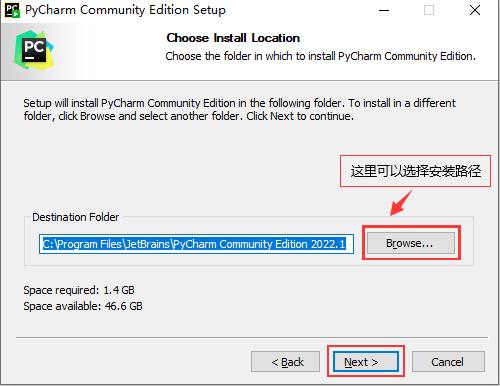 PyCharm Community Edition Setup
PC
Choose Install Location
Choose the folder in which to install PyCharm Community Edition.
Setup will install PyCharm Community Edition in the following folder. To install in a different
folder, click Browse and select another folder. Click Next to continue.
这里可以选择安装路径
Destination Folder
C:\Program Files\JetBrains\PyCharm Community Edition 2022.1
Browse...
Space required: 1.4 GB
Space available: 46.6 GB
< Back
Next >
Cancel